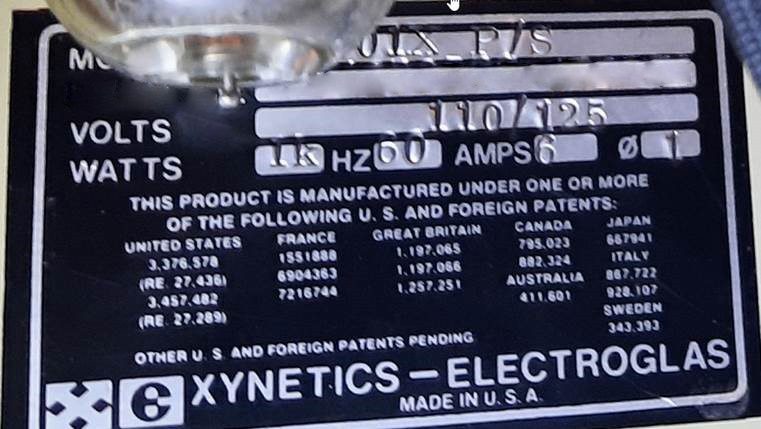 01X P/S
VOLTS 110/125
WATTS 1k HZ 60 AMPS 6 Ø 1
THIS PRODUCT IS MANUFACTURED UNDER ONE OR MORE
OF THE FOLLOWING U. S. AND FOREIGN PATENTS:
UNITED STATES
3.376.578
(RE. 27.436)
3.457.482
(RE. 27.289)
FRANCE
1551888
6904363
7216744
GREAT BRITAIN
1.197.065
1.197.066
1.257.251
CANADA
795.023
882.324
AUSTRALIA
411.601
JAPAN
667941
ITALY
867.722
928.107
SWEDEN
343.393
OTHER U. S. AND FOREIGN PATENTS PENDING
XYNETICS – ELECTROGLAS
MADE IN U. S. A.